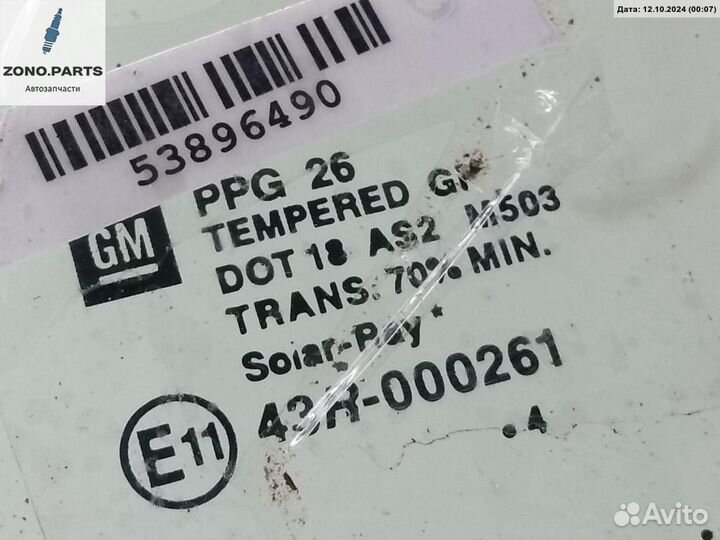 Дата: 12.10.2024 (00:07)
ZONO.PARTS
Автозапчасти
53896490
GM
PPG 26
TEMPERED
DOT 18 AS2 M503
TRANS. 70% MIN.
Solar-Ray*
E11
43R-000261
.4
Avito